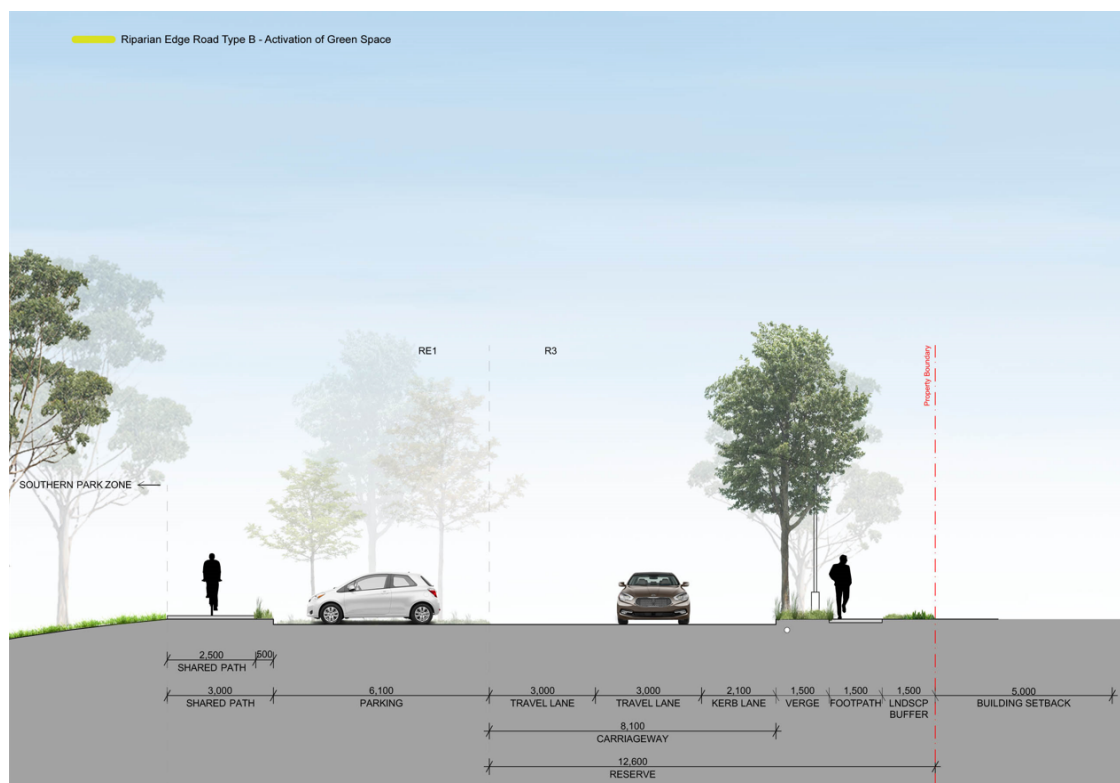 Riparian Edge Road Type B - Activation of Green Space
RE1
R3
Property Boundary
SOUTHERN PARK ZONE
2,500
500
SHARED PATH
3,000
6,100
3,000
3,000
2,100
1,500
1,500
1,500
5,000
SHARED PATH
PARKING
TRAVEL LANE
TRAVEL LANE
KERB LANE
VERGE
FOOTPATH
LNDSCP
BUFFER
BUILDING SETBACK
8,100
CARRIAGEWAY
12,600
RESERVE